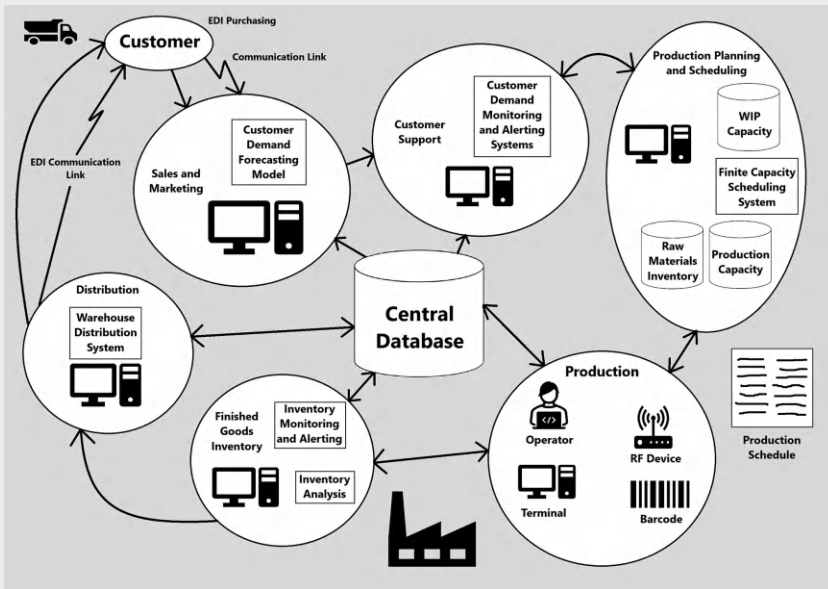 EDI Purchasing
Customer
Communication Link
EDI Communication
Link
Sales and
Marketing
Customer
Demand
Forecasting
Model
Customer
Support
Customer
Demand
Monitoring
and Alerting
Systems
Production Planning
and Scheduling
WIP
Capacity
Finite Capacity
Scheduling
System
Raw
Materials
Inventory
Production
Capacity
Distribution
Warehouse
Distribution
System
Central
Database
Finished
Goods
Inventory
Inventory
Monitoring
and Alerting
Inventory
Analysis
Production
Operator
RF Device
Terminal
Barcode
Production
Schedule